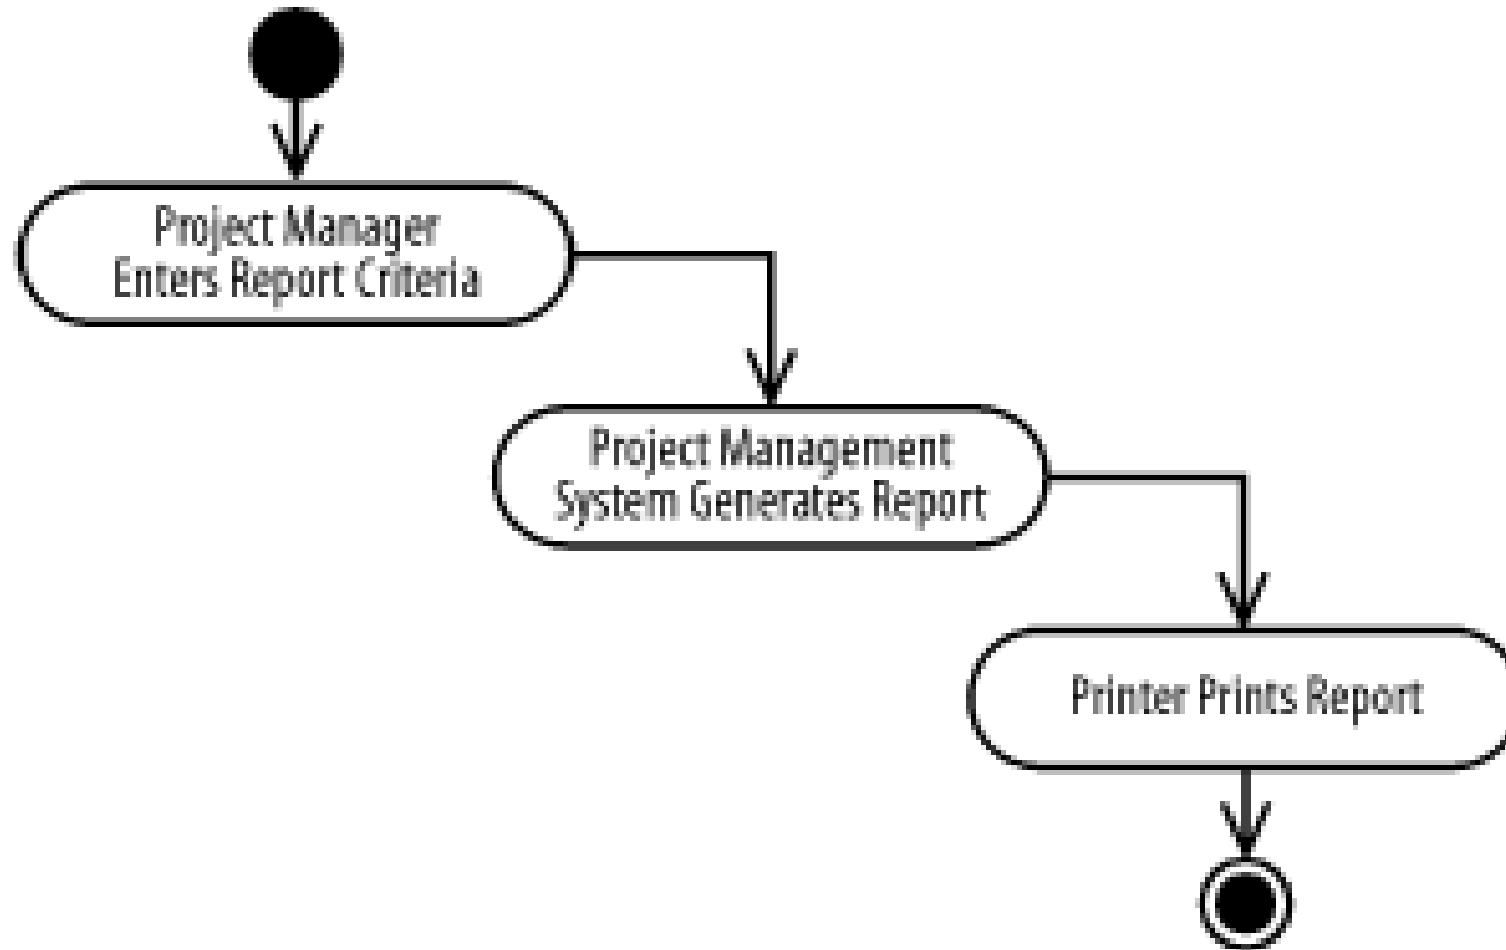 Project Manager
Enters Report Criteria
Project Management
System Generates Report
Printer Prints Report